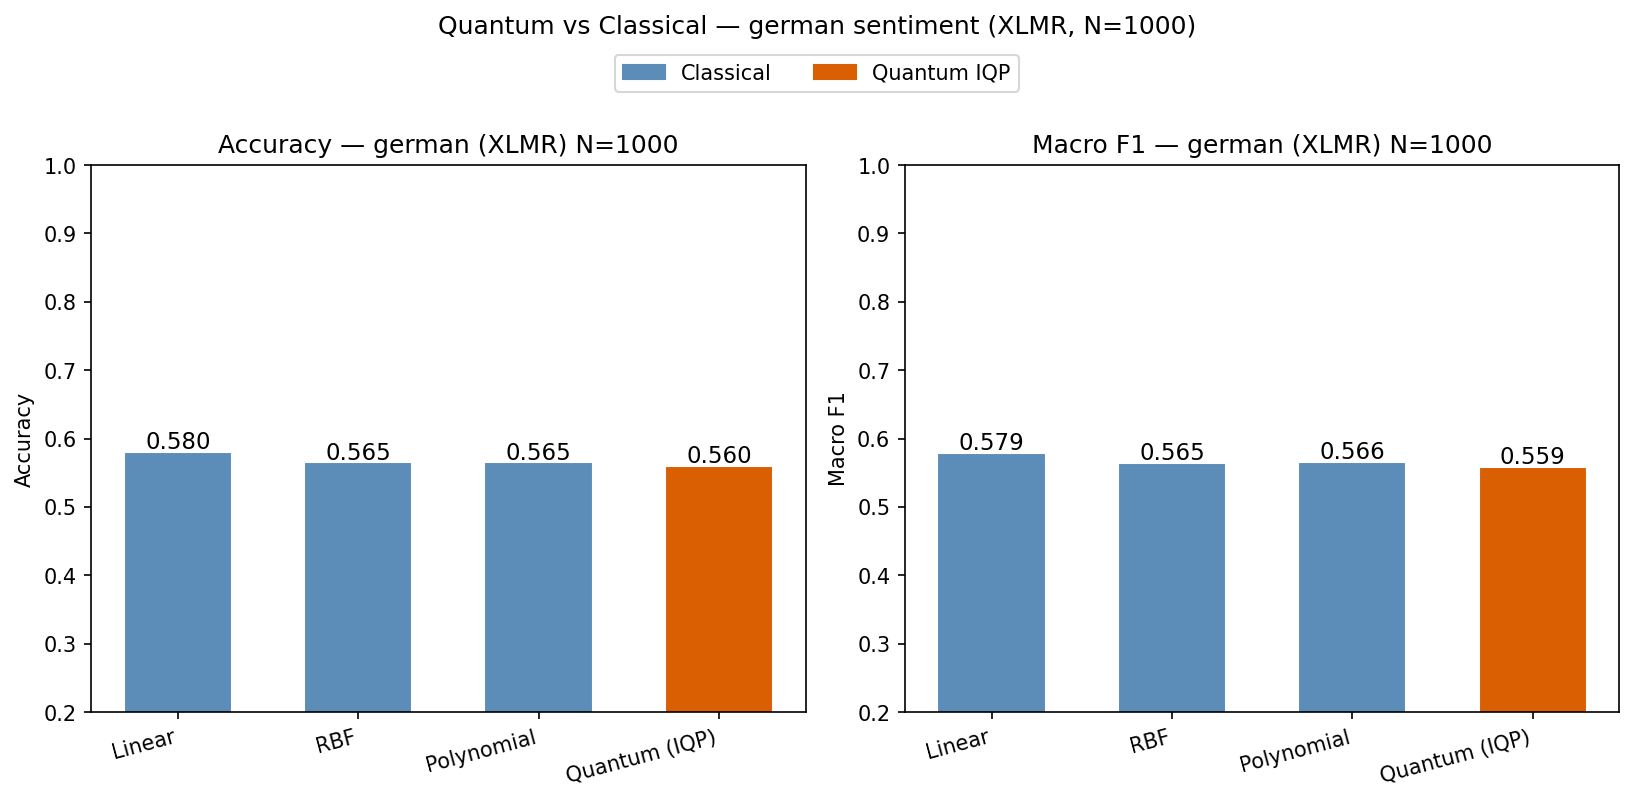 Quantum vs Classical — german sentiment (XLMR, N=1000)
Classical
Quantum IQP
Accuracy — german (XLMR) N=1000
1.0
0.9
0.8
0.7
0.6
0.5
0.4
0.3
0.2
Accuracy
0.580
0.565
0.565
0.560
Linear
RBF
Polynomial
Quantum (IQP)
Macro F1 — german (XLMR) N=1000
1.0
0.9
0.8
0.7
0.6
0.5
0.4
0.3
0.2
Macro F1
0.579
0.565
0.566
0.559
Linear
RBF
Polynomial
Quantum (IQP)